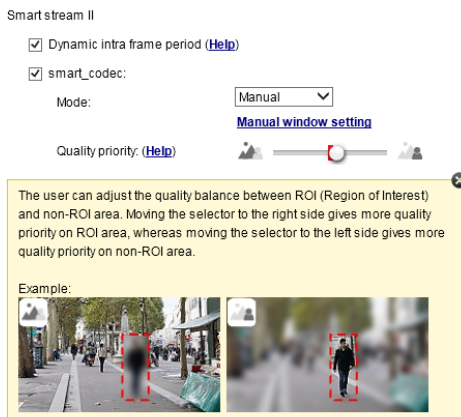 Smart stream II
Dynamic intra frame period (Help)
smart_codec:
Mode:
Manual
Manual window setting
Quality priority: (Help)
The user can adjust the quality balance between ROI (Region of Interest)
and non-ROI area. Moving the selector to the right side gives more quality
priority on ROI area, whereas moving the selector to the left side gives more
quality priority on non-ROI area.
Example: